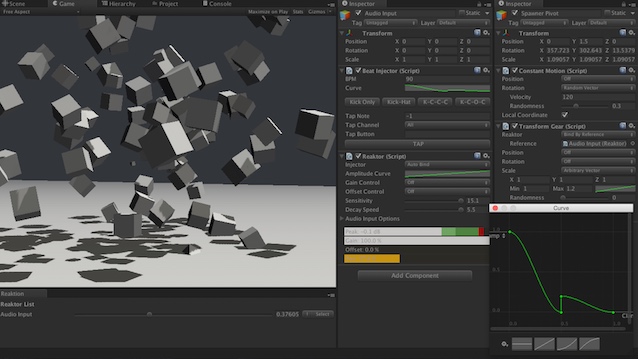 Scene Game Hierarchy Project Console
Free Aspect Maximize on Play Stats Gizmos
Reaktion
Reaktor List
Audio Input 0.37605 Select
Inspector
Audio Input Static
Tag Untagged Layer Default
Transform
Position X 0 Y 0 Z 0
Rotation X 0 Y 0 Z 0
Scale X 1 Y 1 Z 1
Beat Injector (Script)
BPM 90
Curve
Kick Only Kick-Hat K-C-C-C K-C-O-C
Tap Note -1
Tap Channel All
Tap Button
TAP
Reaktor (Script)
Injector Auto Bind
Amplitude Curve
Gain Control Off
Offset Control Off
Sensitivity 15.1
Decay Speed 5.5
Audio Input Options
Peak: -0.1 dB
Gain: 100.0 %
Offset: 0.0 %
Add Component
Inspector
Spanner Pivot
Tag Untagged Layer Default
Transform
Position X 0 Y 1.5 Z 0
Rotation X 357.723 Y 302.643 Z 13.5375
Scale X 1.09057 Y 1.09057 Z 1.09057
Constant Motion (Script)
Position Off
Rotation Random Vector
Velocity 120
Randomness 0.3
Local Coordinate
Transform Gear (Script)
Reaktor Bind By Reference
Reference Audio Input (Reaktor)
Position Off
Rotation Off
Scale Arbitrary Vector
X 1 Y 1 Z 1
Min 1 Max 1.2
Randomness 0
Curve
1.0
0.5
0.0
0.0